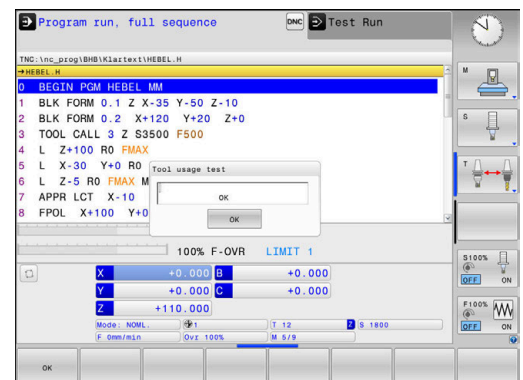 Program run, full sequence
DNC
Test Run
TNC:\nc_prog\BHB\Klartext\HEBEL.H
→HEBEL.H
0 BEGIN PGM HEBEL MM
1 BLK FORM 0.1 Z X-35 Y-50 Z-10
2 BLK FORM 0.2 X+120 Y+20 Z+0
3 TOOL CALL 3 Z S3500 F500
4 L Z+100 R0 FMAX
5 L X-30 Y+0 R0
6 L Z-5 R0 FMAX M
7 APPR LCT X-10
8 FPOL X+100 Y+0
Tool usage test
OK
OK
100% F-OVR LIMIT 1
X +0.000 B +0.000
Y +0.000 C +0.000
Z +110.000
Mode: NOML. 1 T 12 Z S 1800
F 0mm/min Ovr 100% M 5/9
M
S
T
S100%
OFF ON
F100%
OFF ON
OK